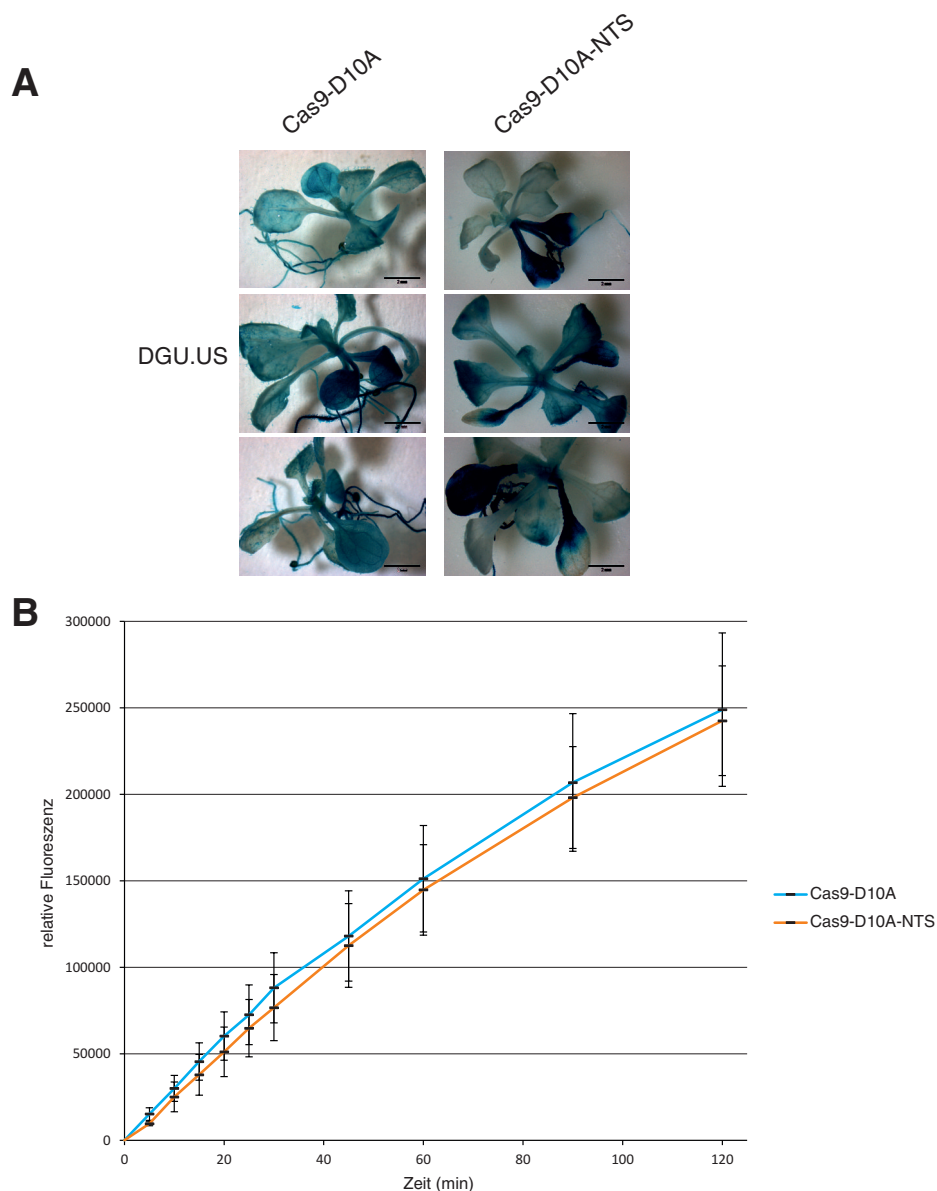 A
Cas9-D10A
Cas9-D10A-NTS
DGU.US
B
300000
250000
200000
150000
100000
50000
0
relative Fluoreszenz
0 20 40 60 80 100 120
Zeit (min)
Cas9-D10A
Cas9-D10A-NTS